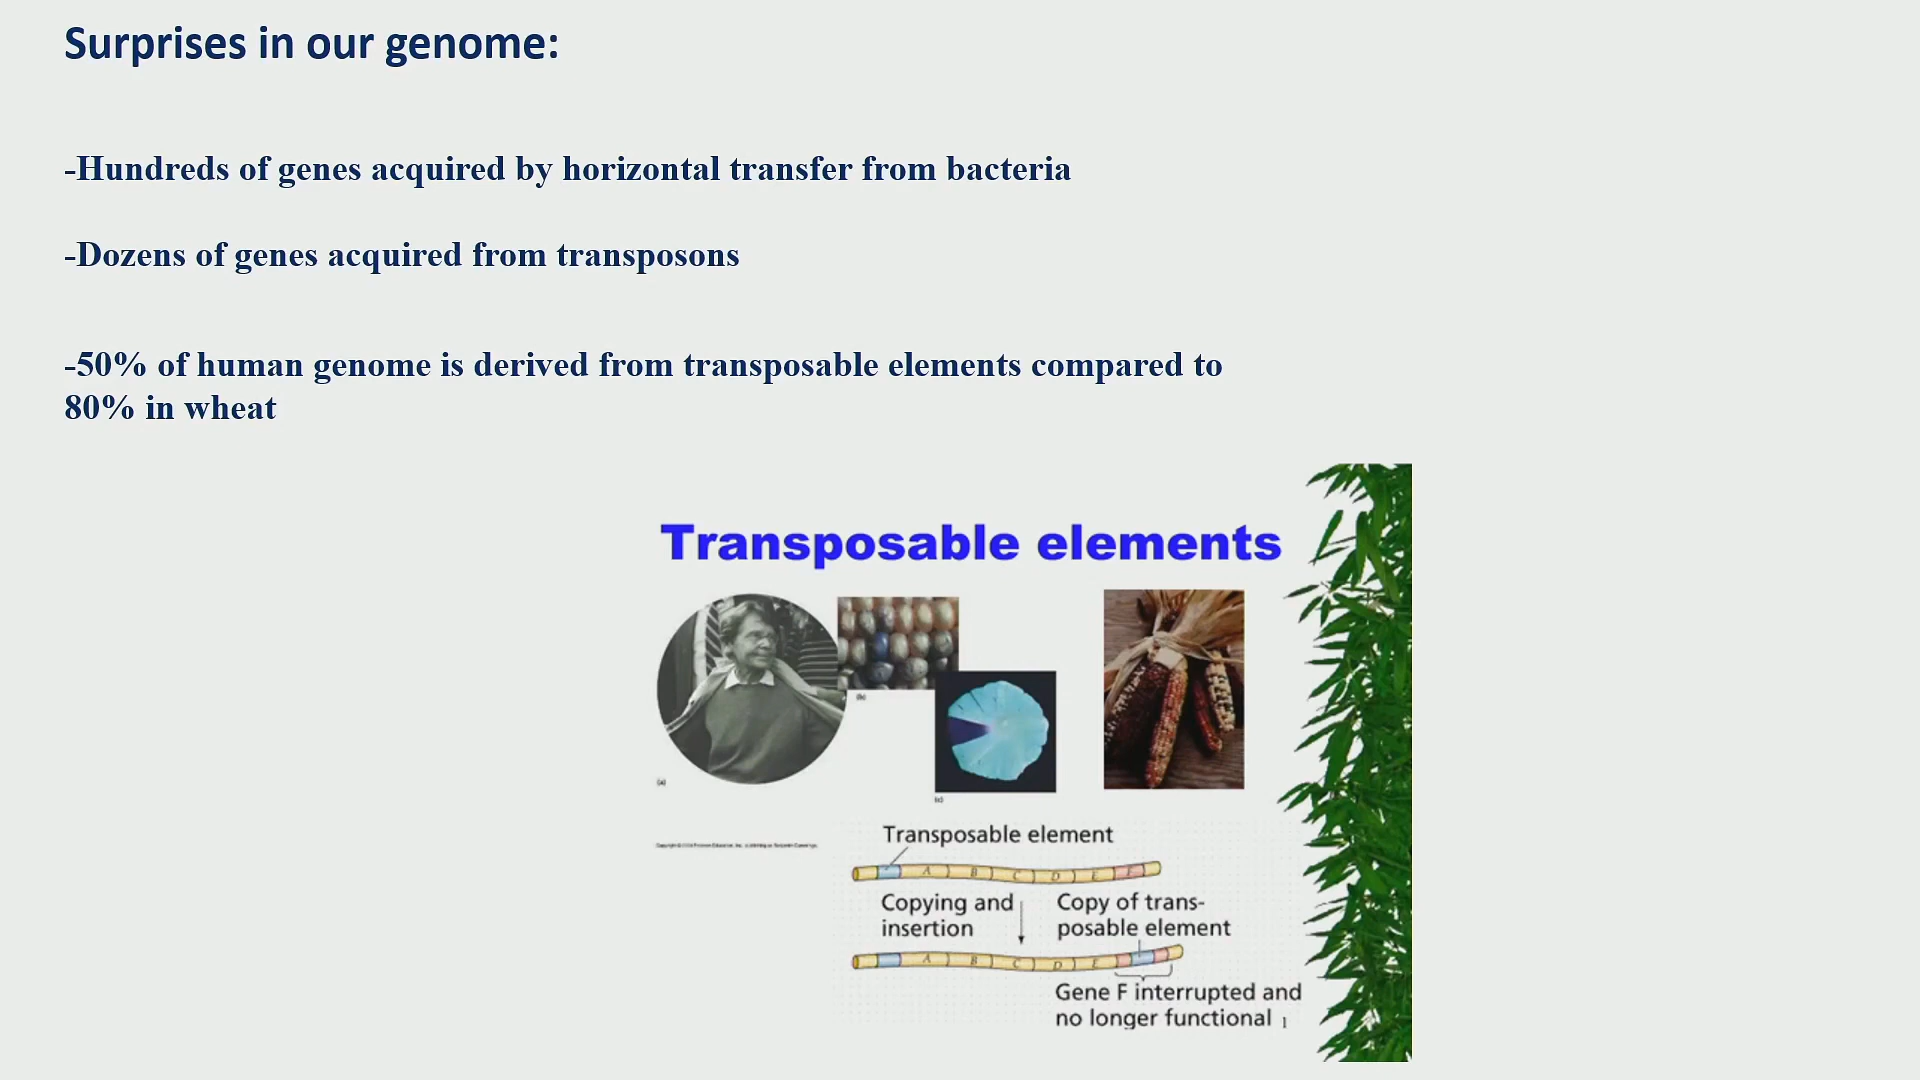 Surprises in our genome:
-Hundreds of genes acquired by horizontal transfer from bacteria
-Dozens of genes acquired from transposons
-50% of human genome is derived from transposable elements compared to
80% in wheat
Transposable elements
(b)
(a)
(c)
Transposable element
A B C D E F
Copying and
insertion
Copy of trans-
posable element
A B C D E
Gene F interrupted and
no longer functional 1